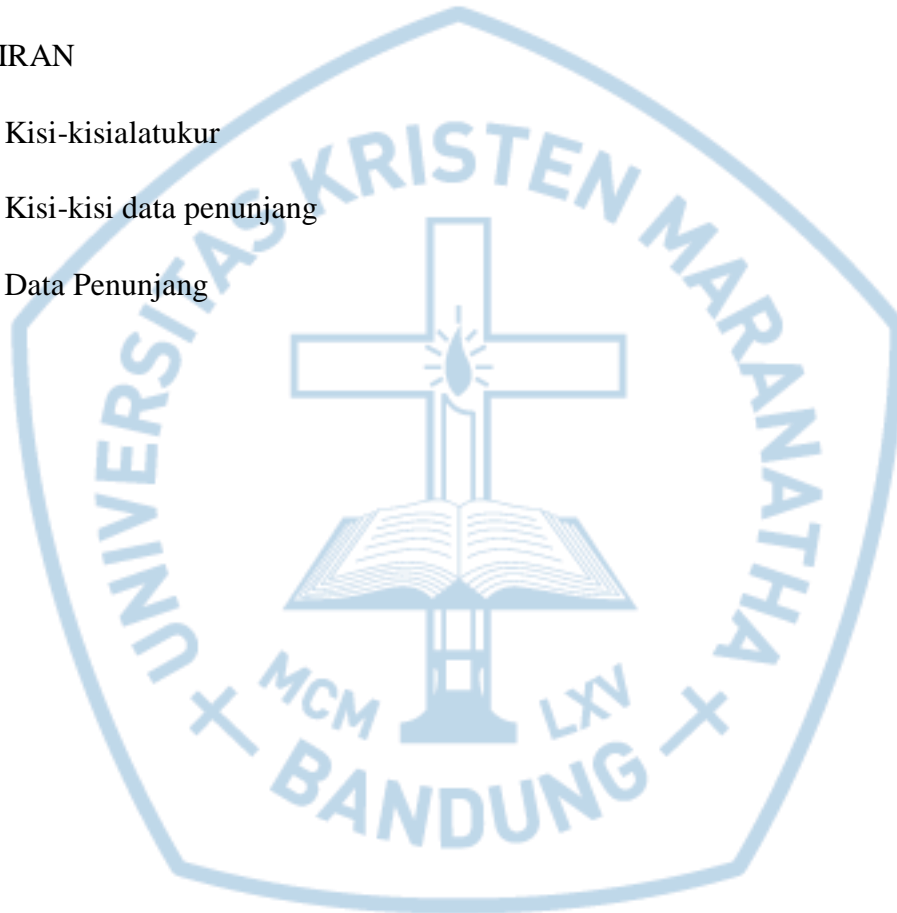 IRAN
Kisi-kisialatukur
Kisi-kisi data penunjang
Data Penunjang
UNIVERSITAS KRISTEN MARANATHA
MCM LXV
BANDUNG